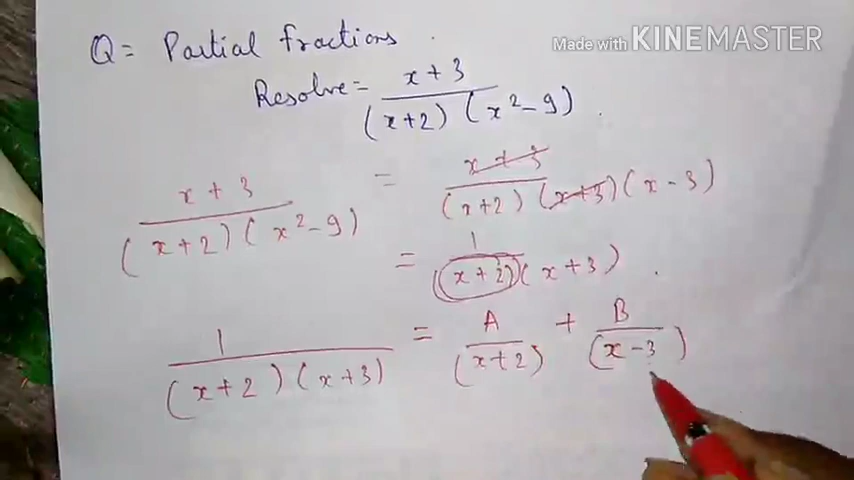 Made with KINEMASTER
Q = Partial fractions
Resolve = x+3 / (x+2) (x²-9)
x+3 / (x+2) (x²-9) = x+3 / (x+2) (x+3) (x-3)
= 1 / (x+2) (x+3)
1 / (x+2) (x+3) = A / (x+2) + B / (x-3)